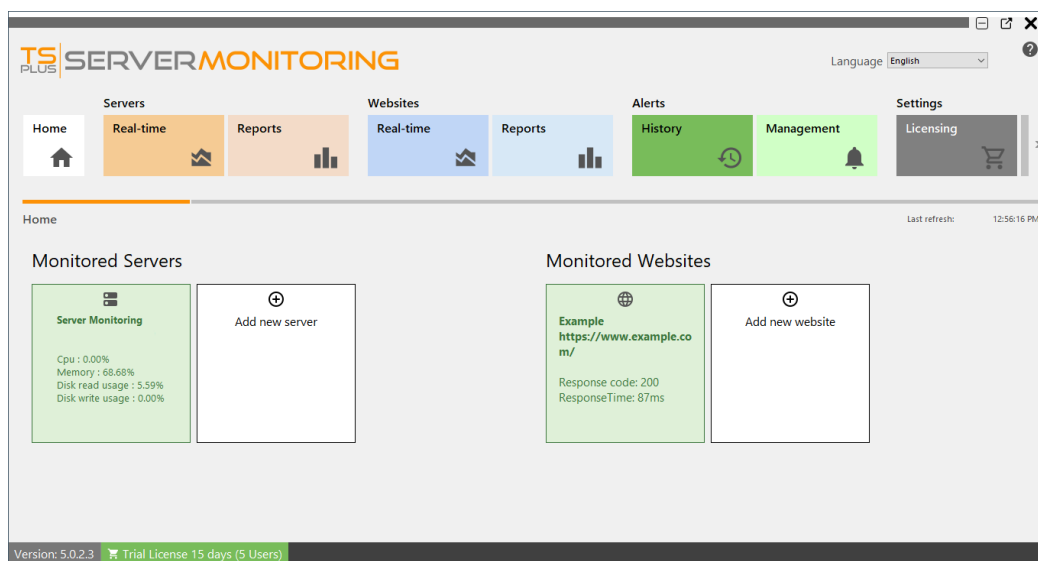 TS PLUS SERVERMONITORING
Language English
Servers
Websites
Alerts
Settings
Home
Real-time
Reports
Real-time
Reports
History
Management
Licensing
Home
Last refresh: 12:56:16 PM
Monitored Servers
Monitored Websites
Server Monitoring
Cpu : 0.00%
Memory : 68.68%
Disk read usage : 5.59%
Disk write usage : 0.00%
Add new server
Example
https://www.example.co
m/
Response code: 200
ResponseTime: 87ms
Add new website
Version: 5.0.2.3
Trial License 15 days (5 Users)